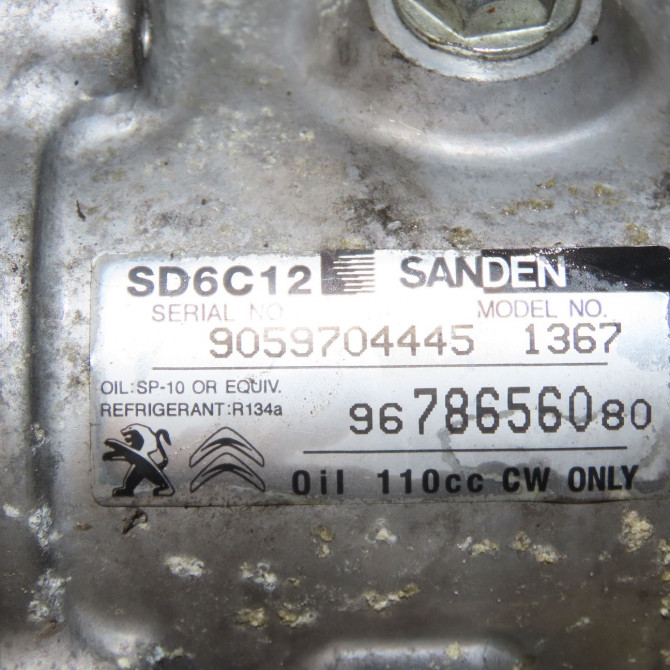 SD6C12 SANDEN
SERIAL NO. MODEL NO.
9059704445 1367
OIL:SP-10 OR EQUIV.
REFRIGERANT:R134a
9678656080
Oil 110cc CW ONLY